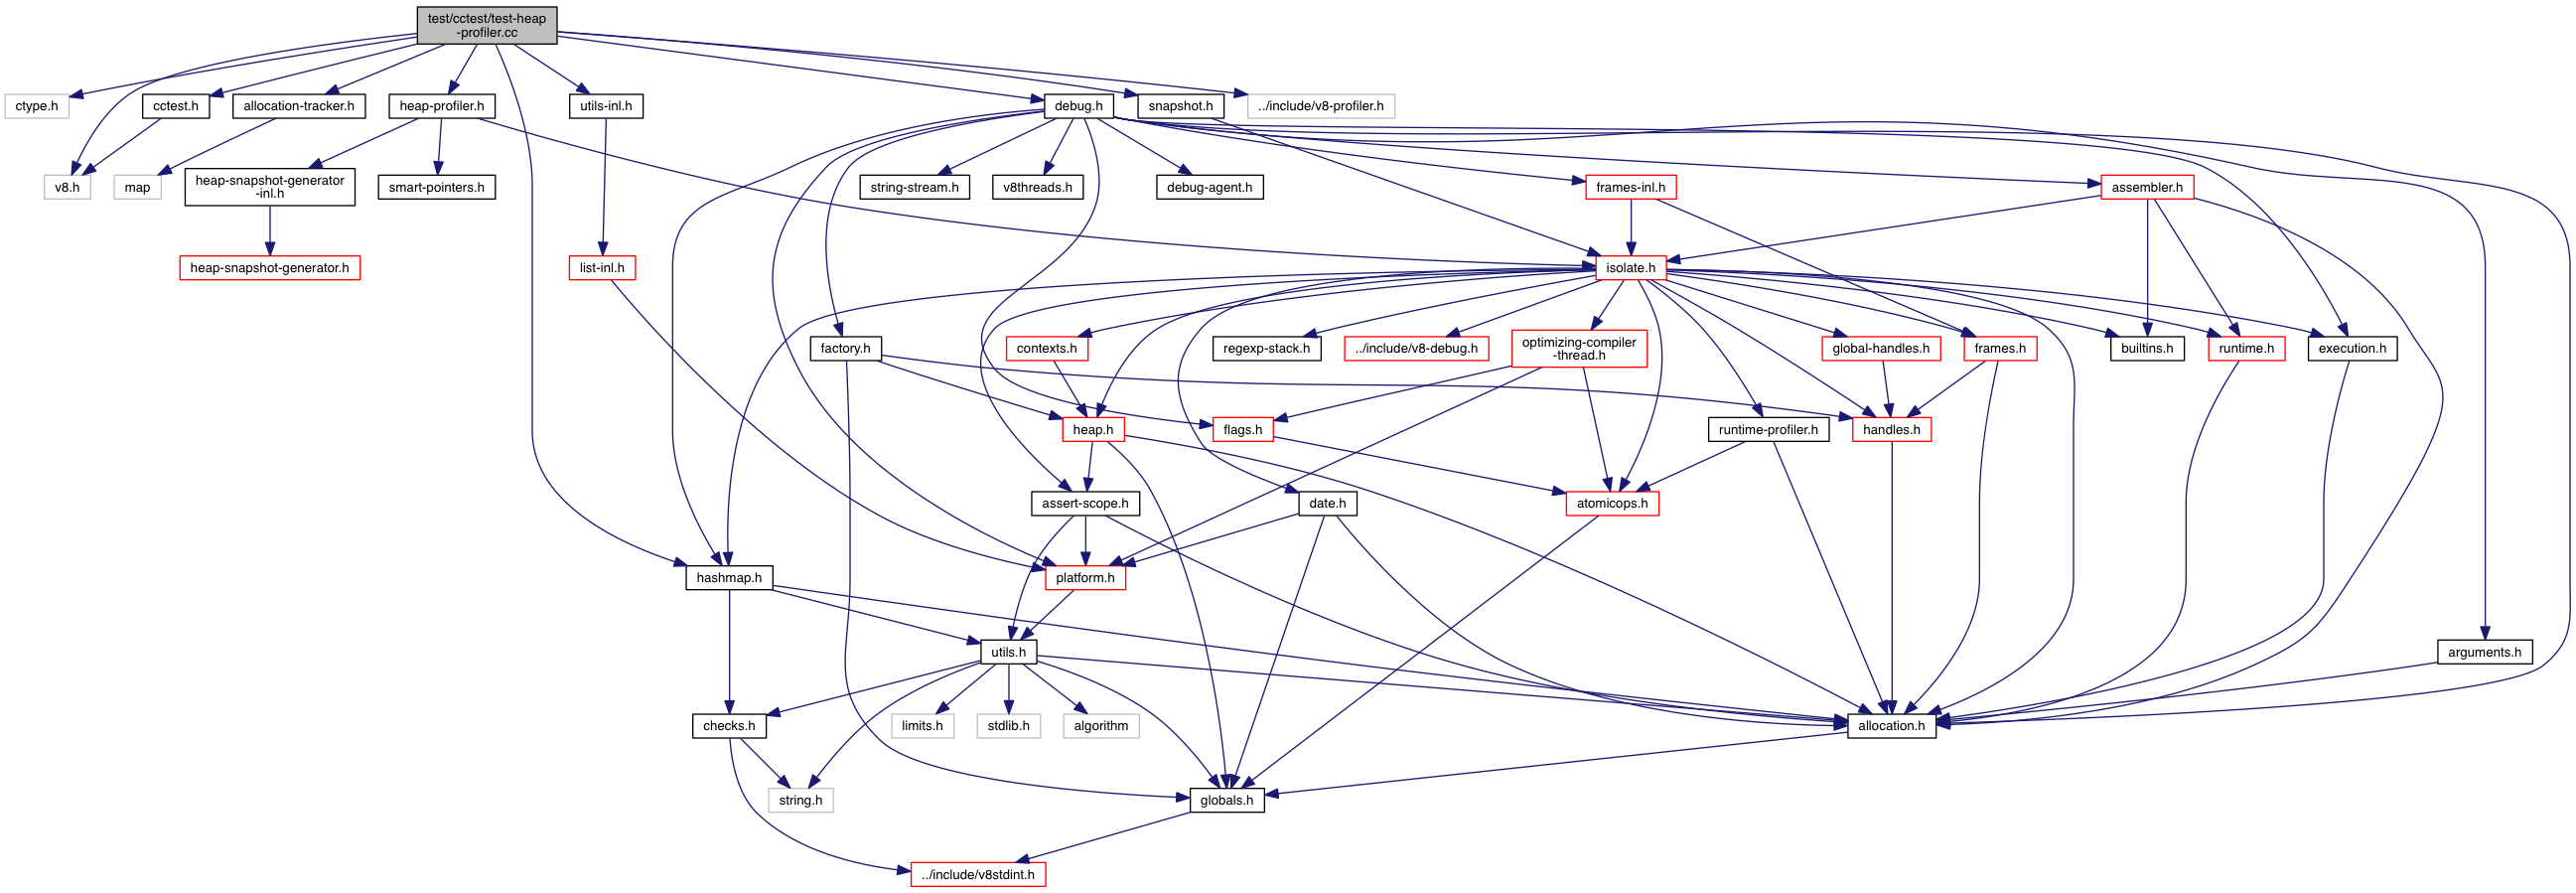 test/cctest/test-heap
-profiler.cc
ctype.h
cctest.h
allocation-tracker.h
heap-profiler.h
utils-inl.h
debug.h
snapshot.h
../include/v8-profiler.h
v8.h
map
heap-snapshot-generator
-inl.h
smart-pointers.h
string-stream.h
v8threads.h
debug-agent.h
frames-inl.h
assembler.h
heap-snapshot-generator.h
list-inl.h
isolate.h
factory.h
contexts.h
regexp-stack.h
../include/v8-debug.h
optimizing-compiler
-thread.h
global-handles.h
frames.h
builtins.h
runtime.h
execution.h
heap.h
flags.h
runtime-profiler.h
handles.h
assert-scope.h
date.h
atomicops.h
hashmap.h
platform.h
utils.h
arguments.h
checks.h
limits.h
stdlib.h
algorithm
allocation.h
string.h
globals.h
../include/v8stdint.h